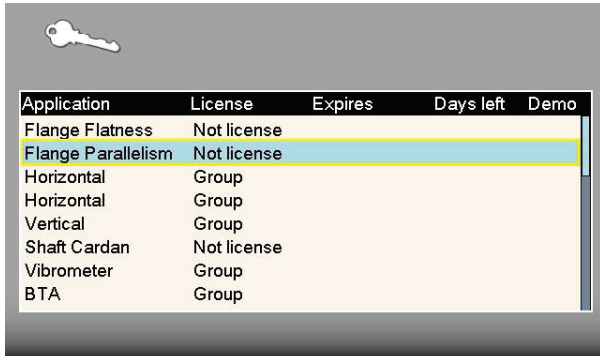 Application License Expires Days left Demo
Flange Flatness Not license
Flange Parallelism Not license
Horizontal Group
Horizontal Group
Vertical Group
Shaft Cardan Not license
Vibrometer Group
BTA Group